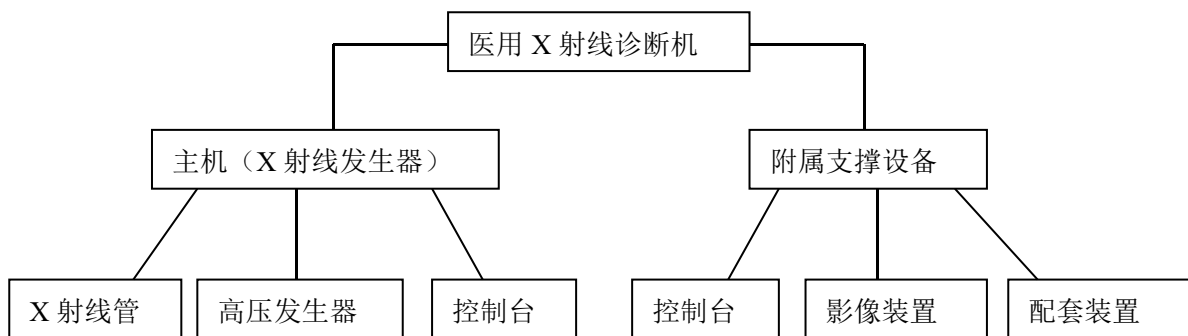 医用 X 射线诊断机
主机（X 射线发生器）
附属支撑设备
X 射线管
高压发生器
控制台
控制台
影像装置
配套装置